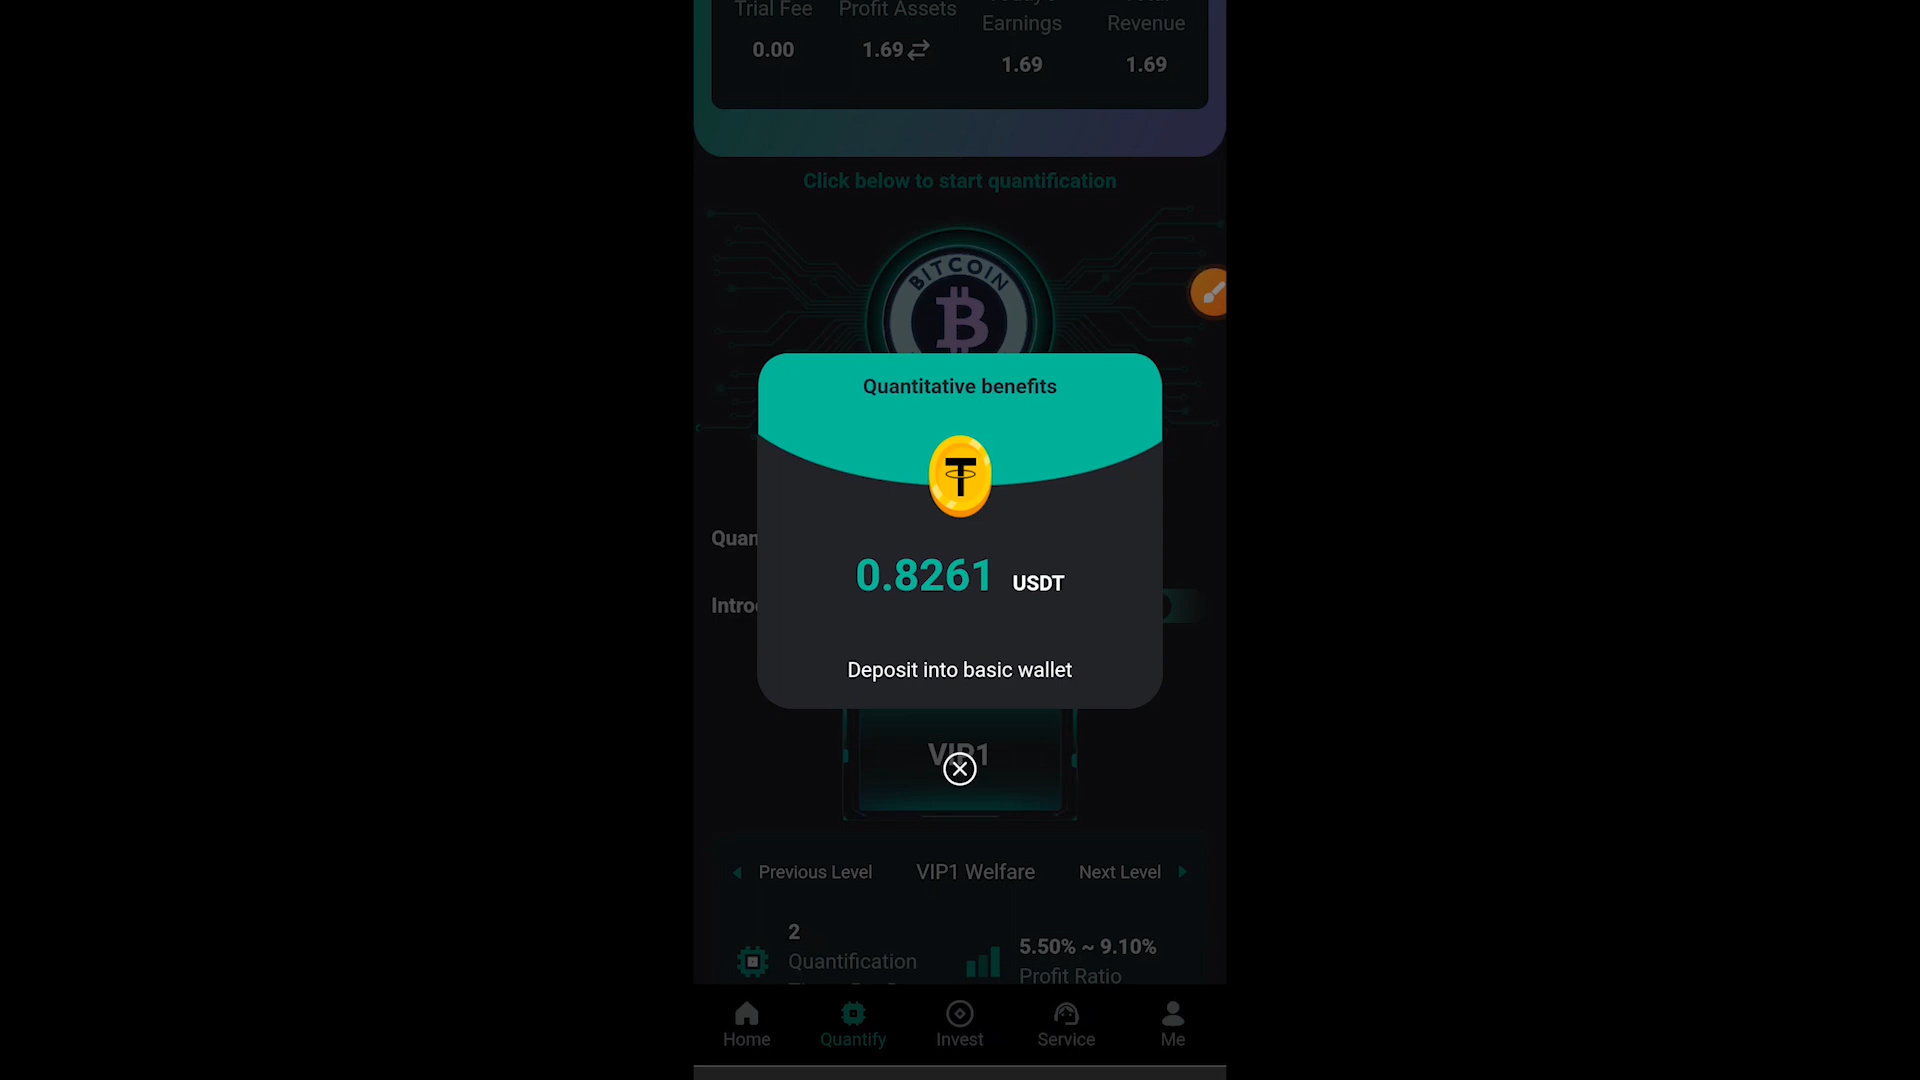 Trial Fee
Profit Assets
Earnings
Revenue
0.00
1.69
1.69
1.69
Click below to start quantification
BITCOIN
Quantitative benefits
0.8261 USDT
Deposit into basic wallet
VIP1
Previous Level
VIP1 Welfare
Next Level
2
Quantification
5.50% ~ 9.10%
Profit Ratio
Home
Quantify
Invest
Service
Me